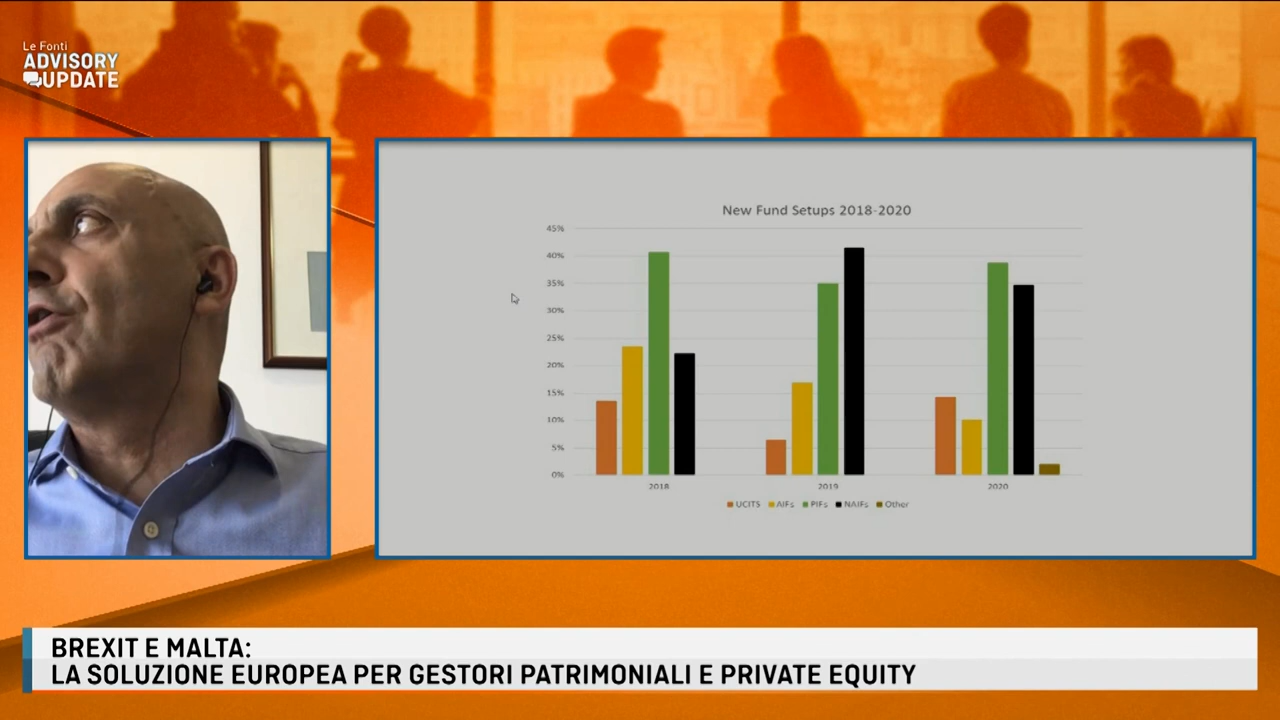 Le Fonti
ADVISORY
UPDATE
New Fund Setups 2018-2020
45%
40%
35%
30%
25%
20%
15%
10%
5%
0%
2018 2019 2020
UCITS AIFs PIFs NAIFs Other
BREXIT E MALTA:
LA SOLUZIONE EUROPEA PER GESTORI PATRIMONIALI E PRIVATE EQUITY